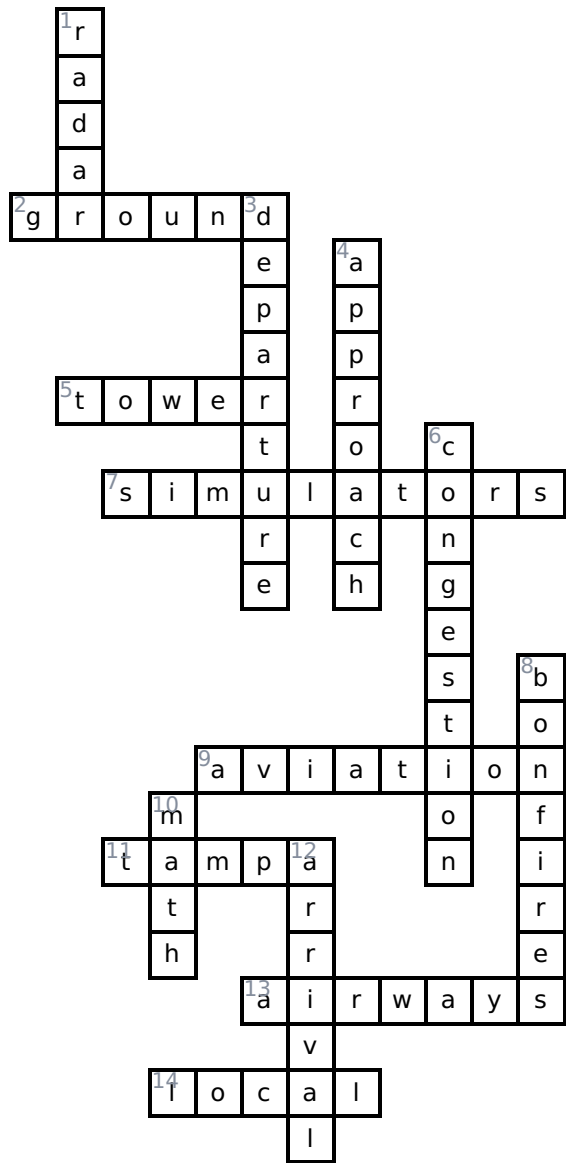 1 r
a
d
a
2 g r o u n 3 d
e 4 a
p p
a p
5 t o w e r r
t o 6 c
7 s i m u l a t o r s
r c n
e h g
e
s 8 b
t o
9 a v i a t i o n
10 m o f
11 t a m p 12 a n i
t r r
h r e
13 a i r w a y s
v
14 l o c a l
l